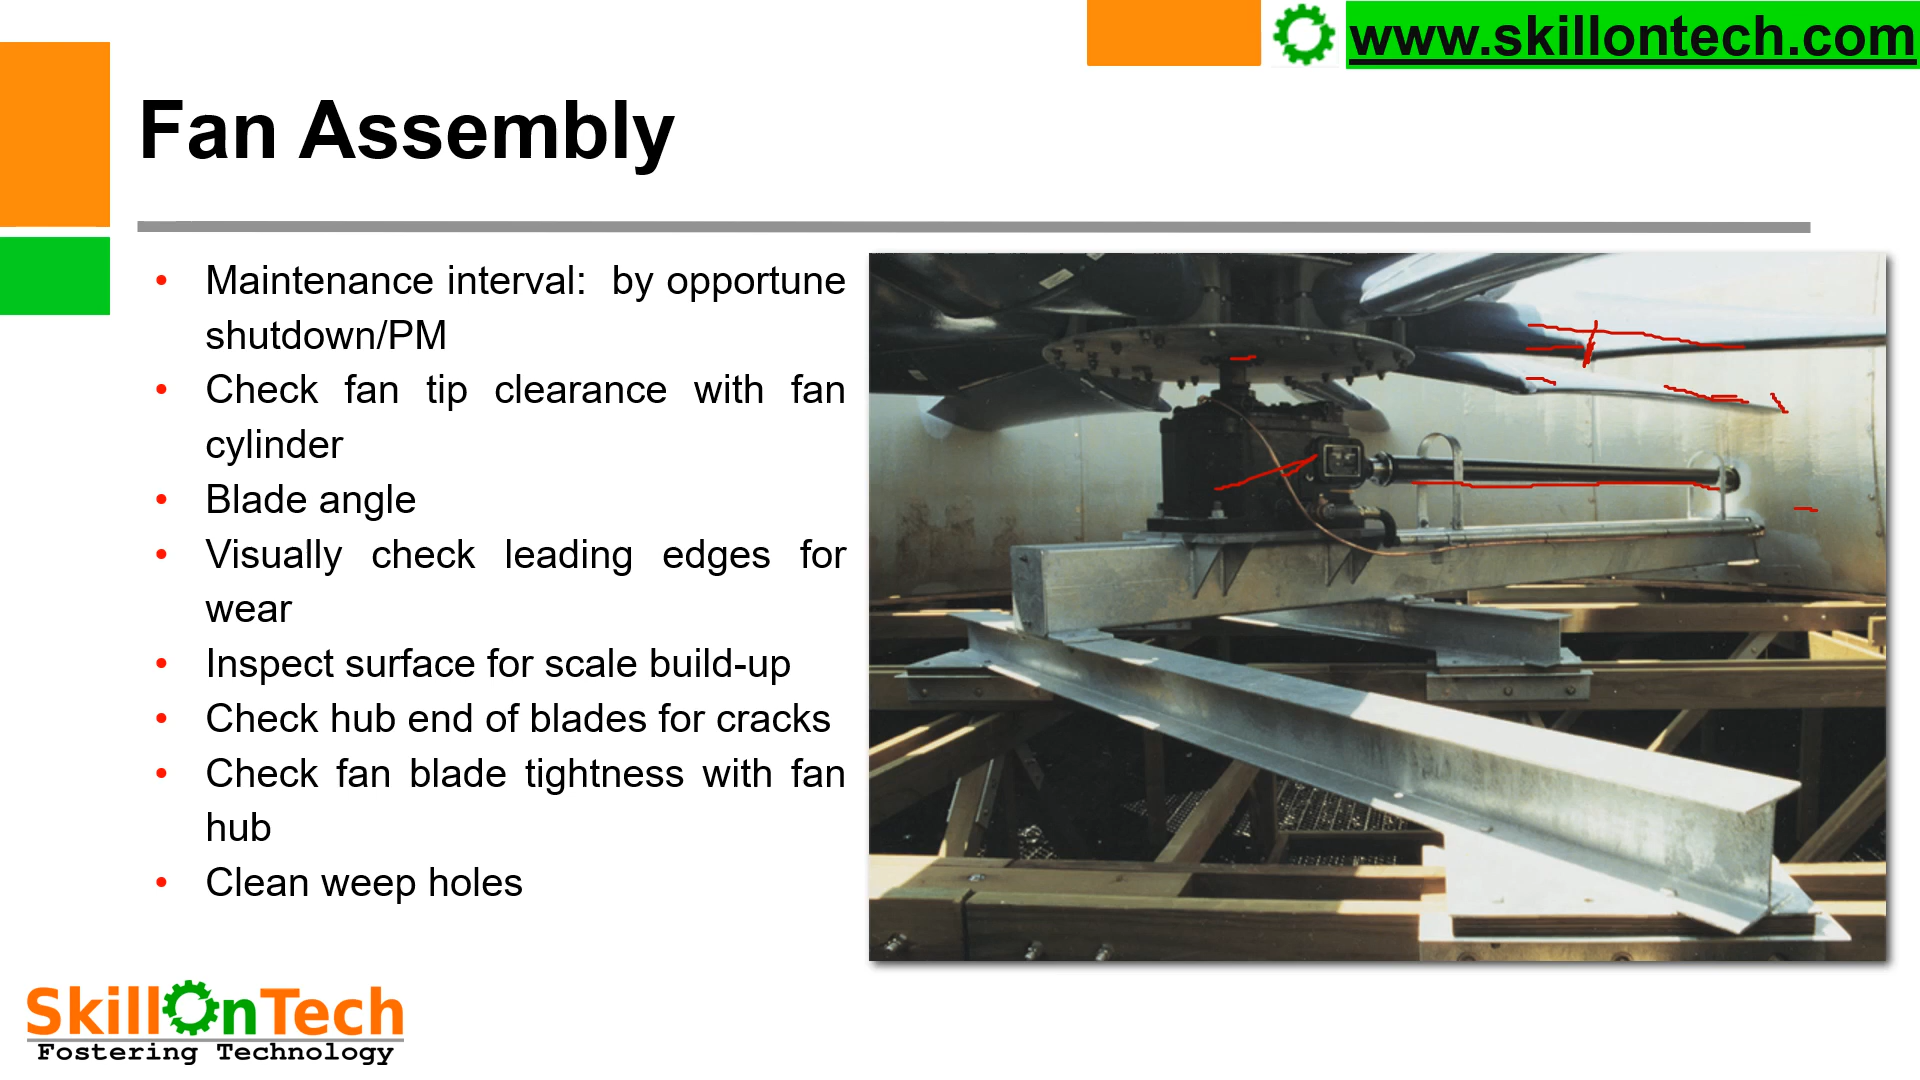 www.skillontech.com
Fan Assembly
• Maintenance interval: by opportune
shutdown/PM
• Check fan tip clearance with fan
cylinder
• Blade angle
• Visually check leading edges for
wear
• Inspect surface for scale build-up
• Check hub end of blades for cracks
• Check fan blade tightness with fan
hub
• Clean weep holes
SkillOnTech
Fostering Technology